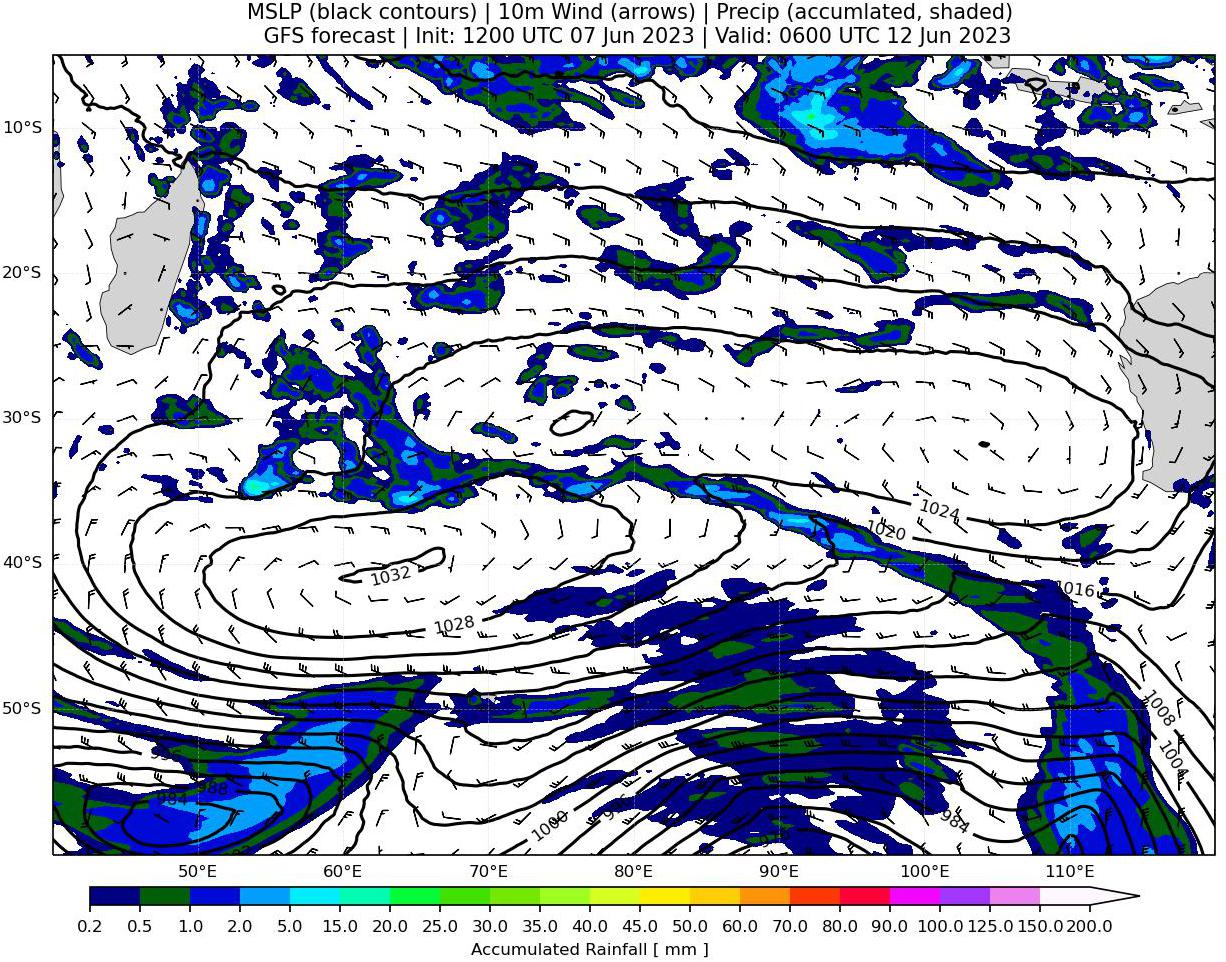 MSLP (black contours) | 10m Wind (arrows) | Precip (accumlated, shaded)
GFS forecast | Init: 1200 UTC 07 Jun 2023 | Valid: 0600 UTC 12 Jun 2023
10°S
20°S
30°S
1024
1020
40°S
1032
1016
1028
50°S
1008
1004
988
984
1000
984
50°E 60°E 70°E 80°E 90°E 100°E 110°E
0.2 0.5 1.0 2.0 5.0 10.0 15.0 20.0 25.0 30.0 35.0 40.0 45.0 50.0 60.0 70.0 80.0 90.0 100.0 125.0 150.0 200.0
Accumulated Rainfall [ mm ]